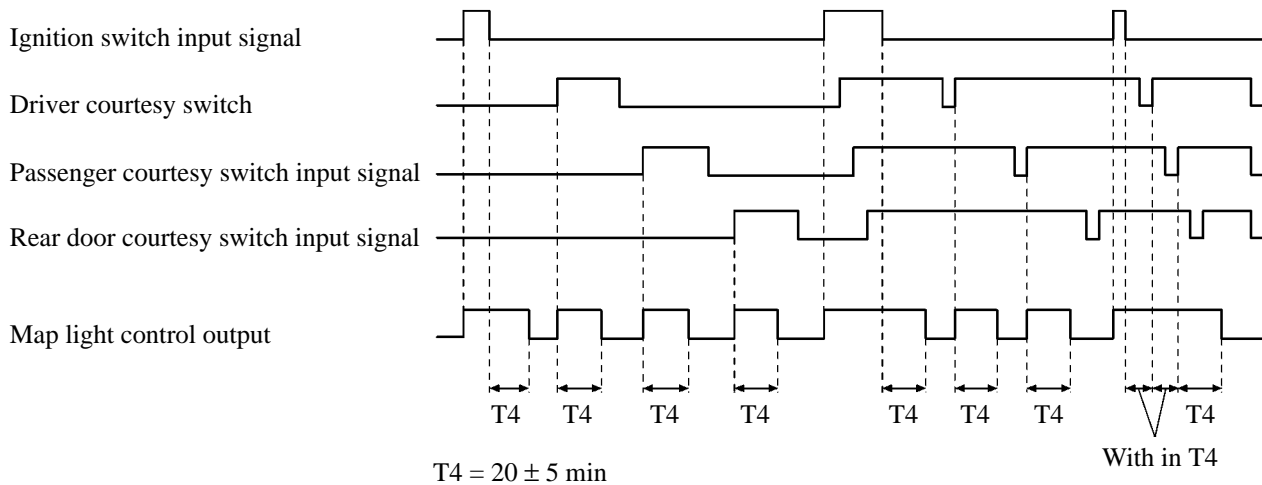 Ignition switch input signal
Driver courtesy switch
Passenger courtesy switch input signal
Rear door courtesy switch input signal
Map light control output
T4 T4 T4 T4 T4 T4 T4 T4
With in T4
T4 = 20 ± 5 min